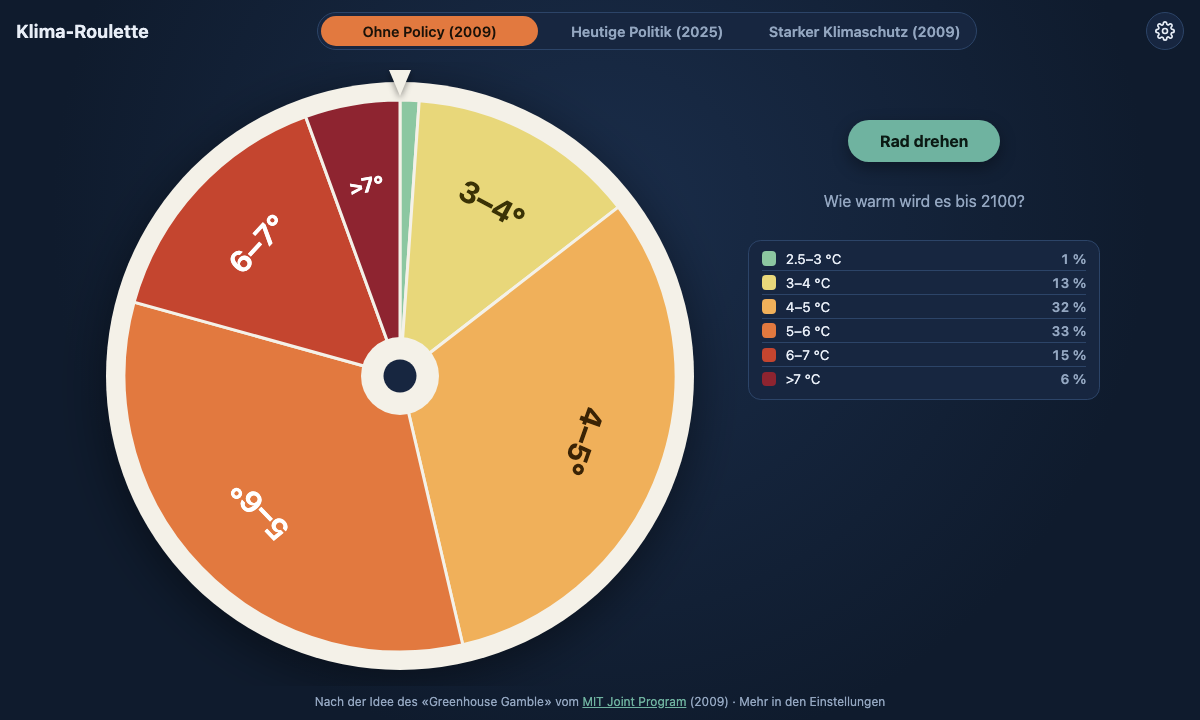 Klima-Roulette
Ohne Policy (2009)
Heutige Politik (2025)
Starker Klimaschutz (2009)
>7°
3–4°
6–7°
4–5°
5–6°
Rad drehen
Wie warm wird es bis 2100?
2.5–3 °C 1 %
3–4 °C 13 %
4–5 °C 32 %
5–6 °C 33 %
6–7 °C 15 %
>7 °C 6 %
Nach der Idee des «Greenhouse Gamble» vom MIT Joint Program (2009) · Mehr in den Einstellungen